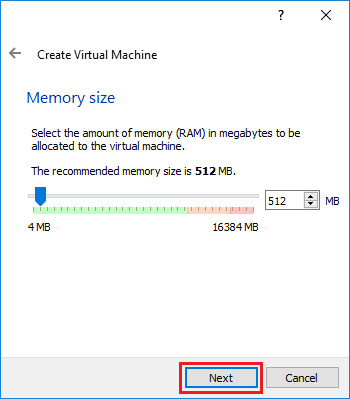 ?
Create Virtual Machine
Memory size
Select the amount of memory (RAM) in megabytes to be
allocated to the virtual machine.
The recommended memory size is 512 MB.
512 MB
4 MB 16384 MB
Next Cancel